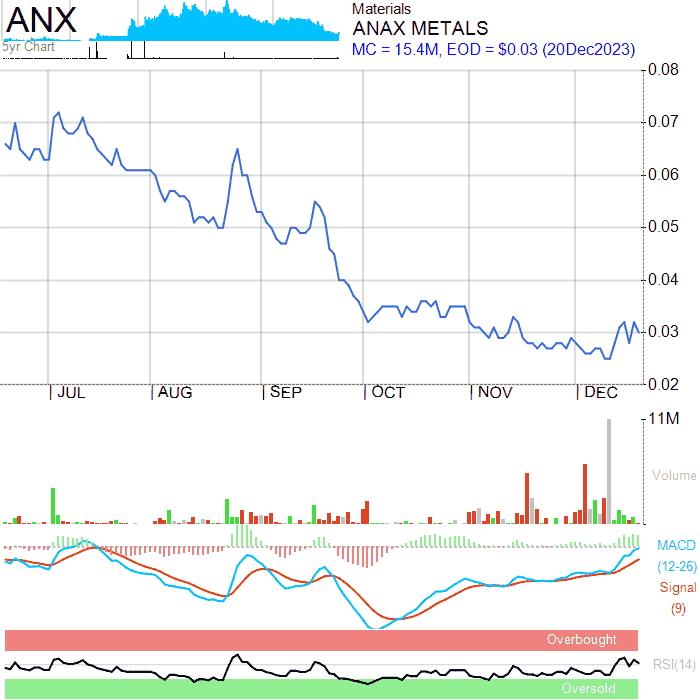 ANX
5yr Chart
Materials
ANAX METALS
MC = 15.4M, EOD = $0.03 (20Dec2023)
0.08
0.07
0.06
0.05
0.04
0.03
0.02
JUL AUG SEP OCT NOV DEC
11M
Volume
MACD
(12-26)
Signal
(9)
Overbought
RSI(14)
Oversold